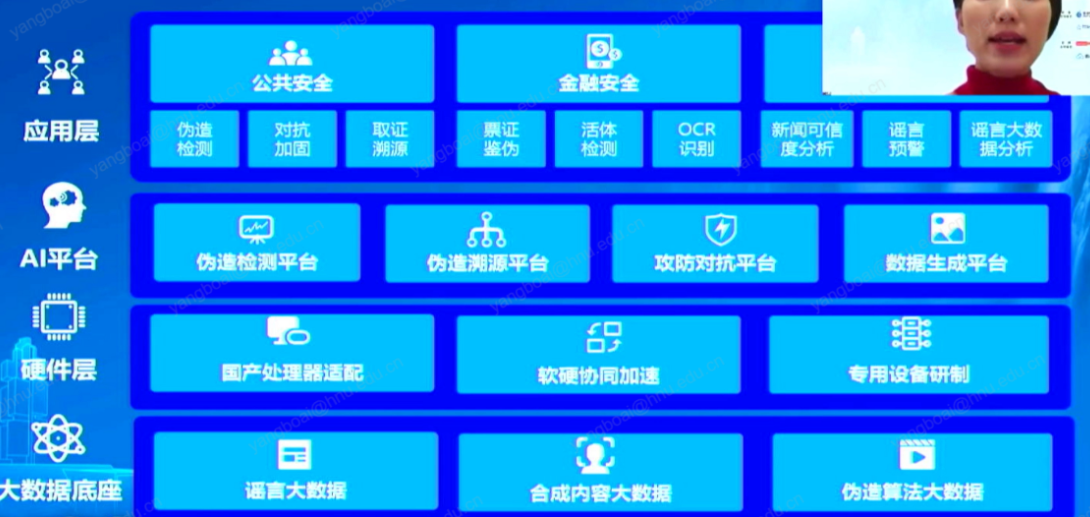 应用层
公共安全
金融安全
伪造
检测
对抗
加固
取证
溯源
票证
鉴伪
活体
检测
OCR
识别
新闻可信
度分析
谣言
预警
谣言大数
据分析
AI平台
伪造检测平台
伪造溯源平台
攻防对抗平台
数据生成平台
硬件层
国产处理器适配
软硬协同加速
专用设备研制
大数据底座
谣言大数据
合成内容大数据
伪造算法大数据